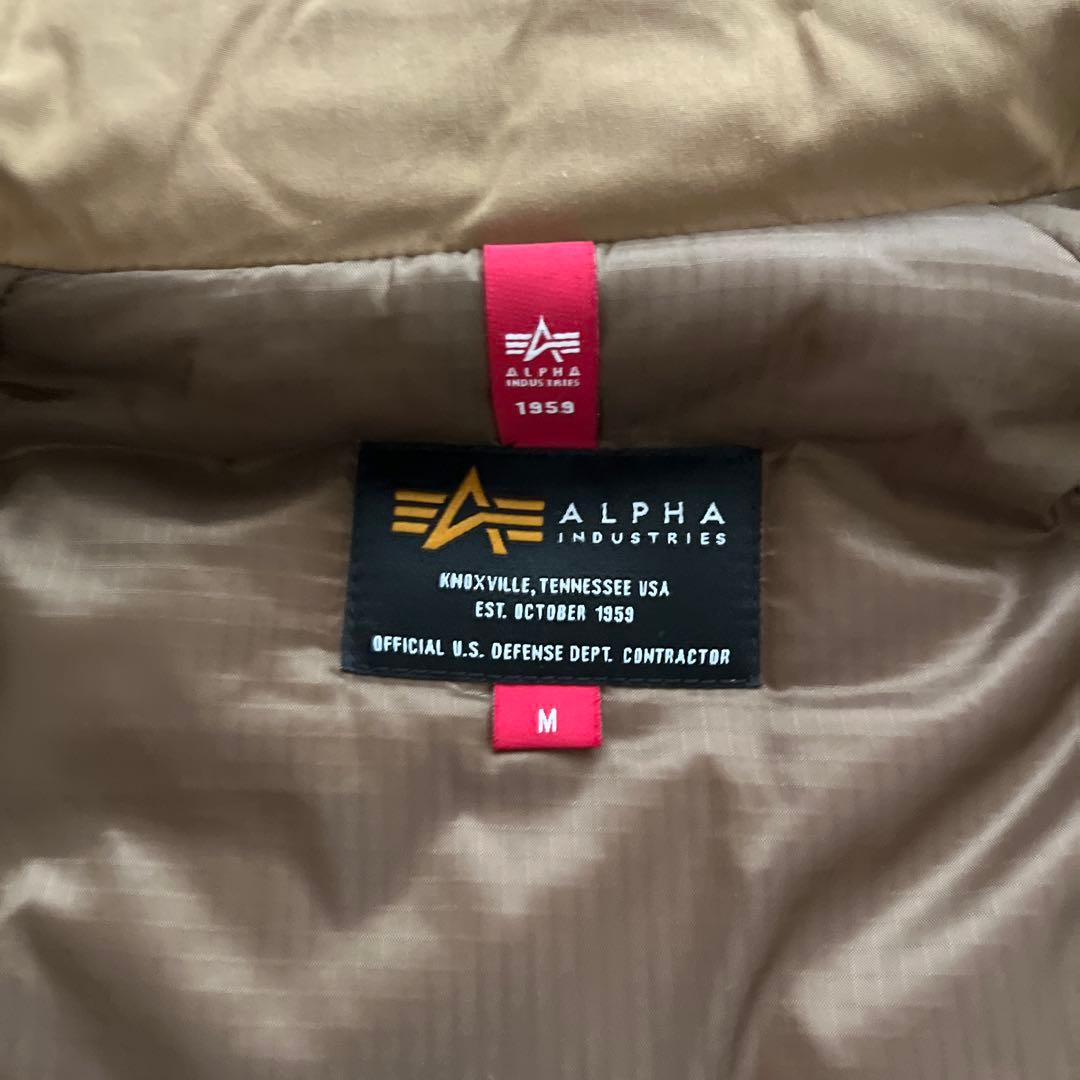 ALPHA
INDUSTRIES
1959
ALPHA
INDUSTRIES
KNOXVILLE, TENNESSEE USA
EST. OCTOBER 1959
OFFICIAL U.S. DEFENSE DEPT. CONTRACTOR
M